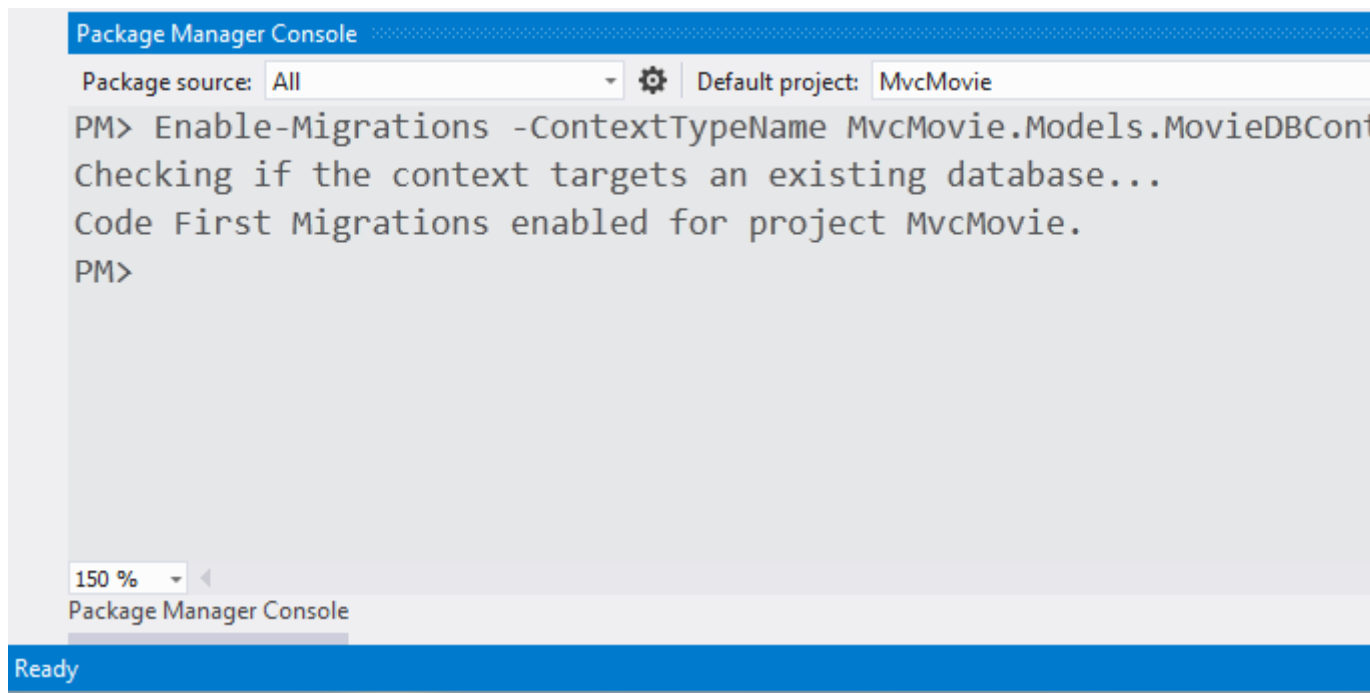 Package Manager Console
Package source: All Default project: MvcMovie
PM> Enable-Migrations -ContextTypeName MvcMovie.Models.MovieDBCont
Checking if the context targets an existing database...
Code First Migrations enabled for project MvcMovie.
PM>
150 %
Package Manager Console
Ready